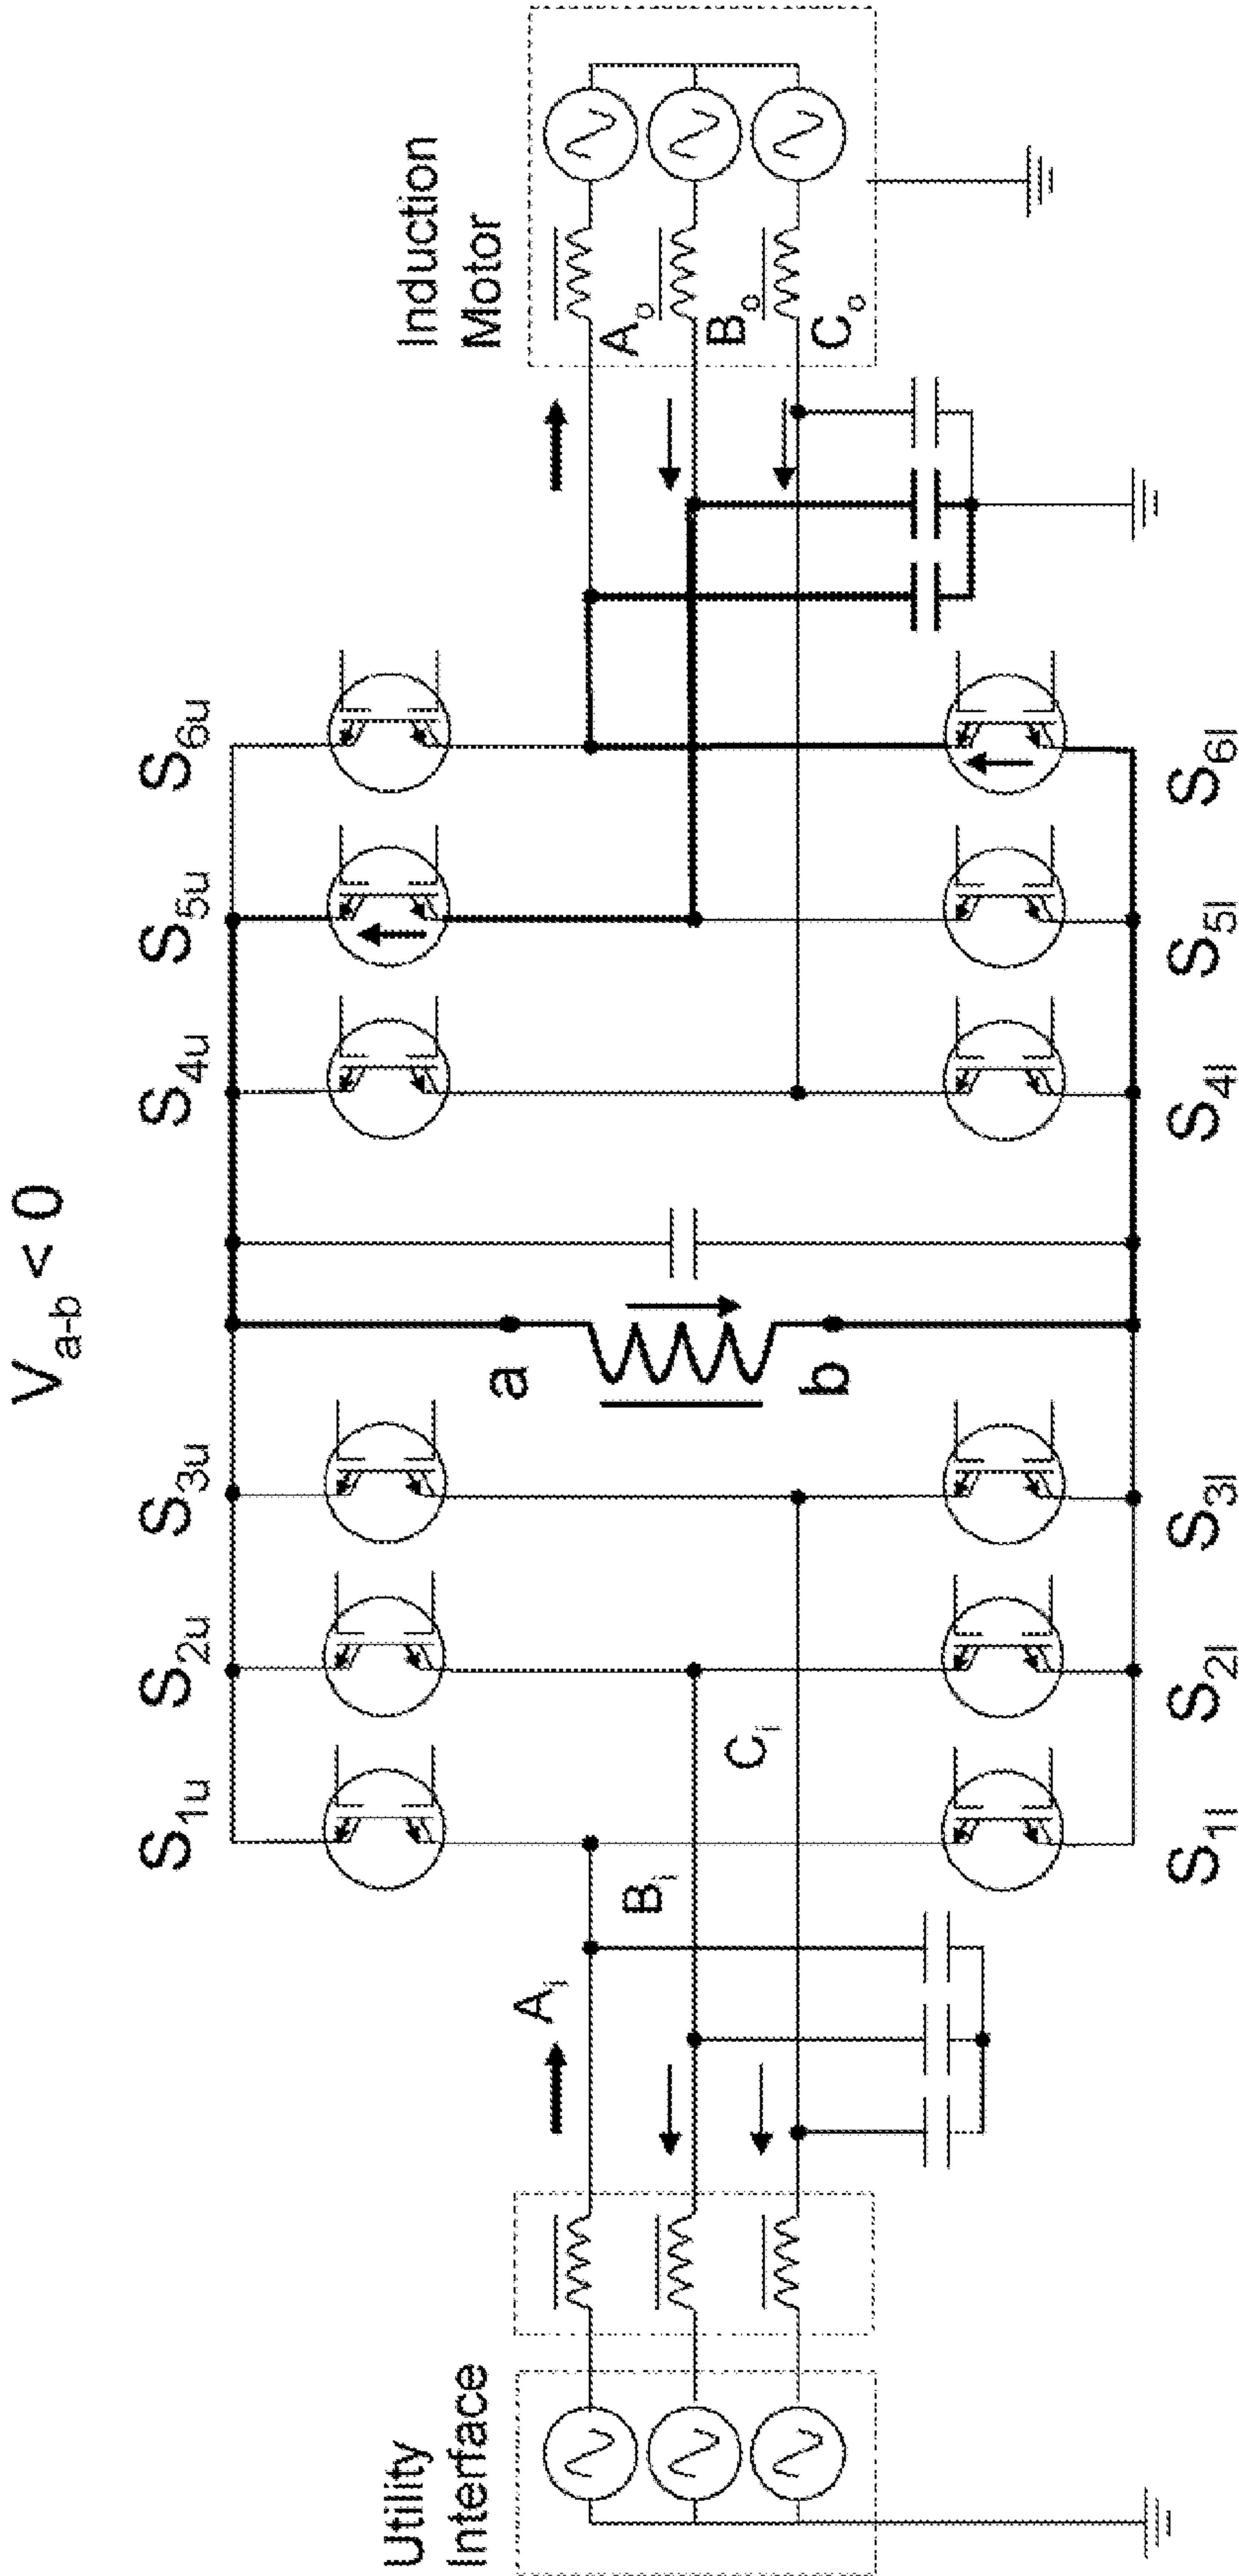 V_a-b < 0
S_1u S_2u S_3u S_4u S_5u S_6u
Utility
Interface
Induction
Motor
A_i
B_i
C_i
a
b
A_o
B_o
C_o
S_1l S_2l S_3l S_4l S_5l S_6l